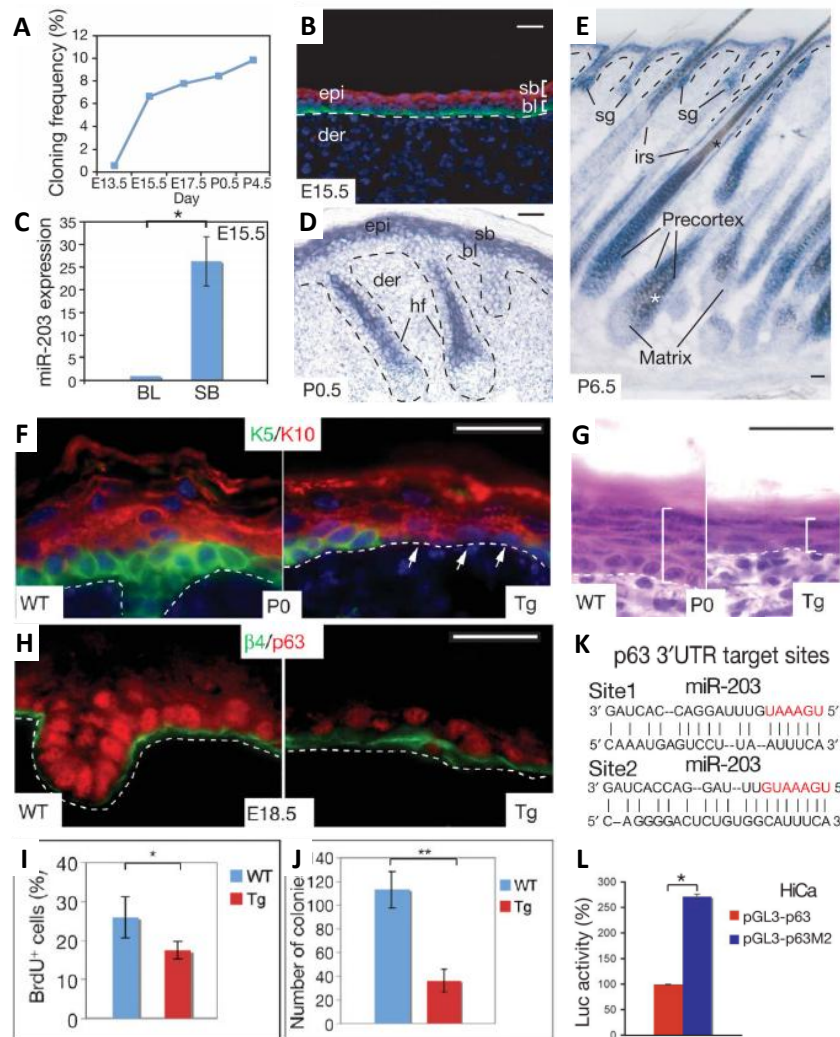 A
Cloning frequency (%)
12
10
8
6
4
2
0
E13.5 E15.5 E17.5 P0.5 P4.5
Day
B
epi
sb
bl
der
E15.5
C
miR-203 expression
35
30
25
20
15
10
5
0
*
E15.5
BL SB
D
epi
sb
bl
der
hf
P0.5
E
sg
sg
irs
*
Precortex
*
Matrix
P6.5
F
K5/K10
WT
P0
Tg
G
WT
P0
Tg
H
β4/p63
WT
E18.5
Tg
K
p63 3′UTR target sites
Site1 miR-203
3′ GAUCAC--CAGGAUUUGUAAAGU 5′
CAAAUGAGUCCU--UA--AUUUCA 3′
Site2 miR-203
3′ GAUCACCAG--GAU--UUGUAAAGU 5
5′ C–AGGGGACUCUGUGGCAUUUCA 3
I
BrdU⁺ cells (%,
40
30
20
10
0
*
WT
Tg
J
Number of colonies
140
120
100
80
60
40
20
0
**
WT
Tg
L
Luc activity (%)
300
250
200
150
100
50
0
*
HiCa
pGL3-p63
pGL3-p63M2